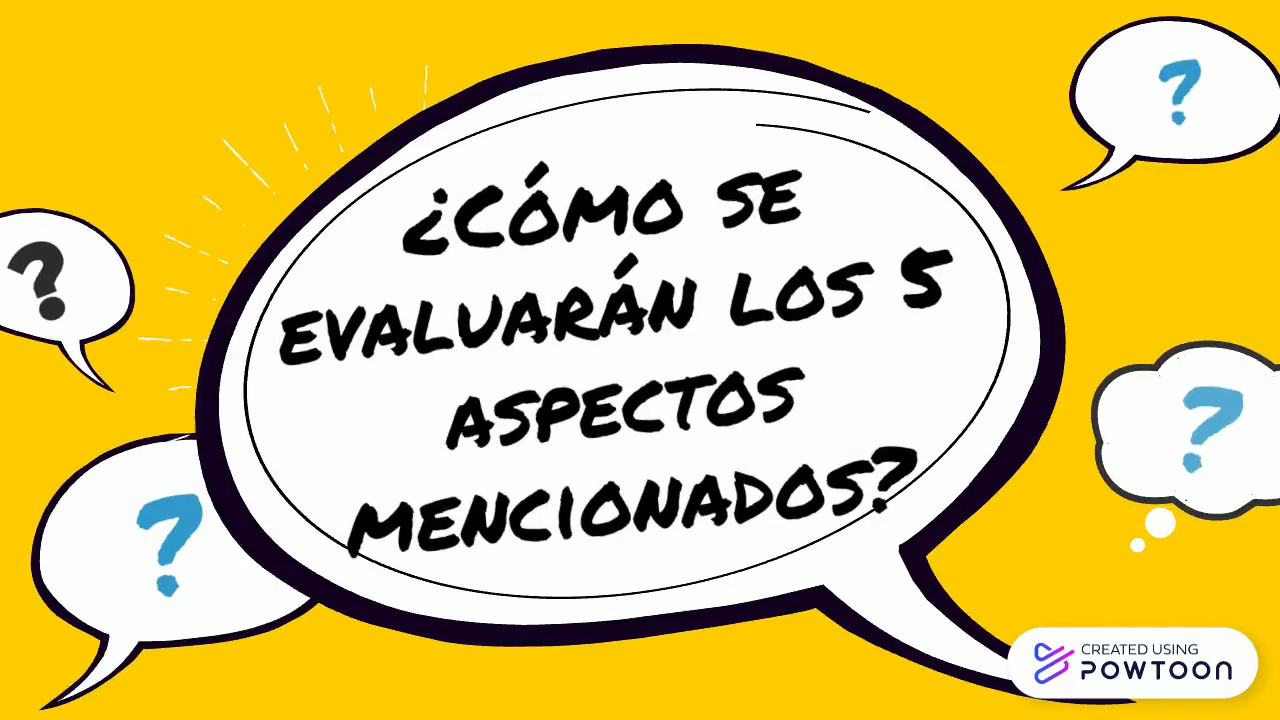 ¿CÓMO SE
EVALUARÁN LOS 5
ASPECTOS
MENCIONADOS?
?
?
?
?
CREATED USING
POWTOON